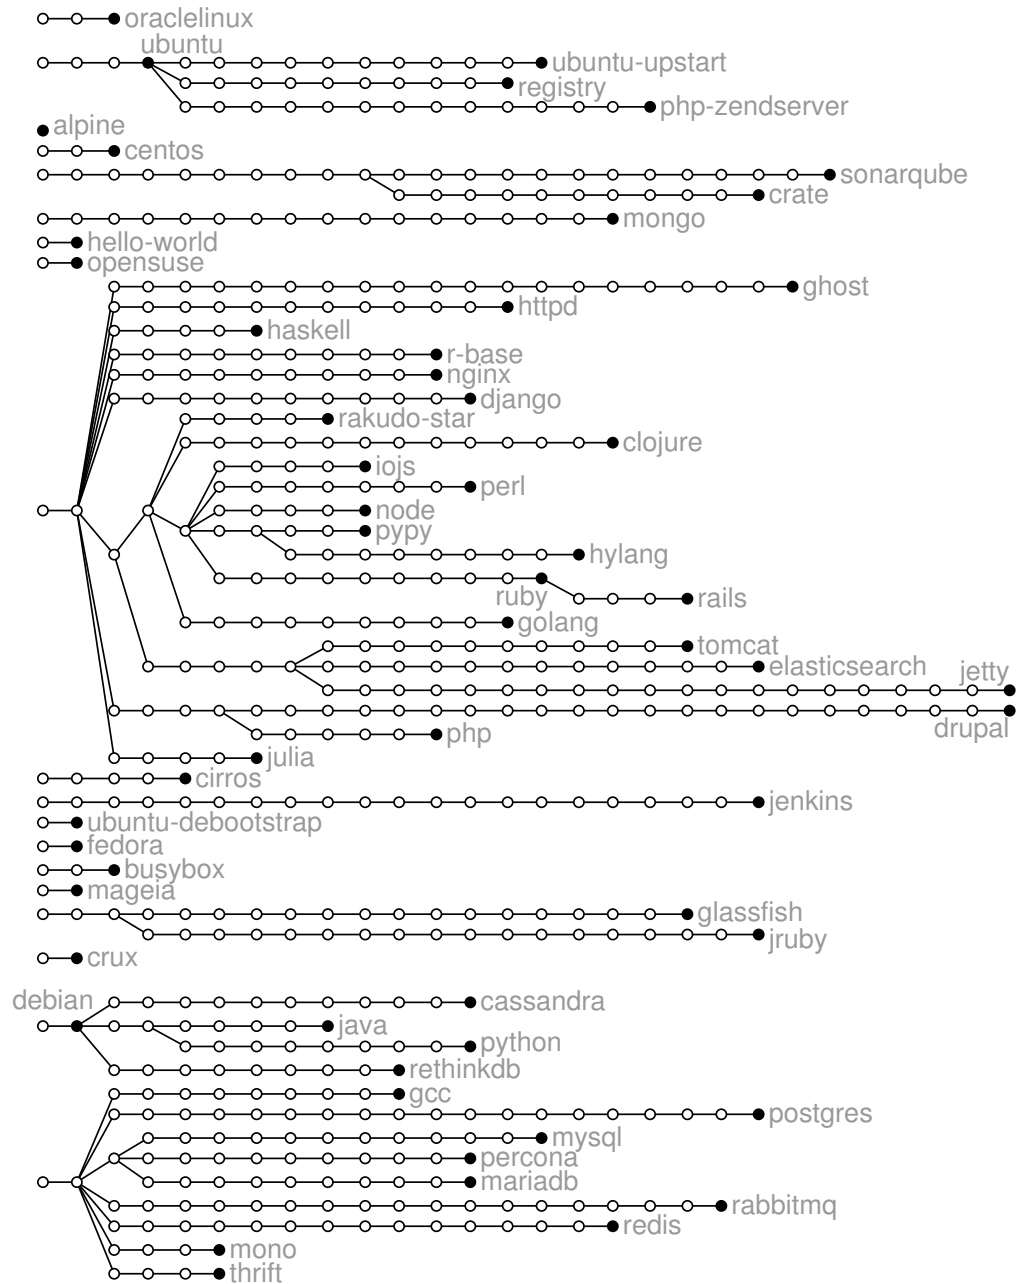 oraclelinux
ubuntu
ubuntu-upstart
registry
php-zendserver
alpine
centos
sonarqube
crate
mongo
hello-world
opensuse
ghost
httpd
haskell
r-base
nginx
django
rakudo-star
clojure
iojs
perl
node
pypy
hylang
ruby
rails
golang
tomcat
elasticsearch
jetty
drupal
php
julia
cirros
jenkins
ubuntu-debootstrap
fedora
busybox
mageia
glassfish
jruby
crux
debian
cassandra
java
python
rethinkdb
gcc
postgres
mysql
percona
mariadb
rabbitmq
redis
mono
thrift